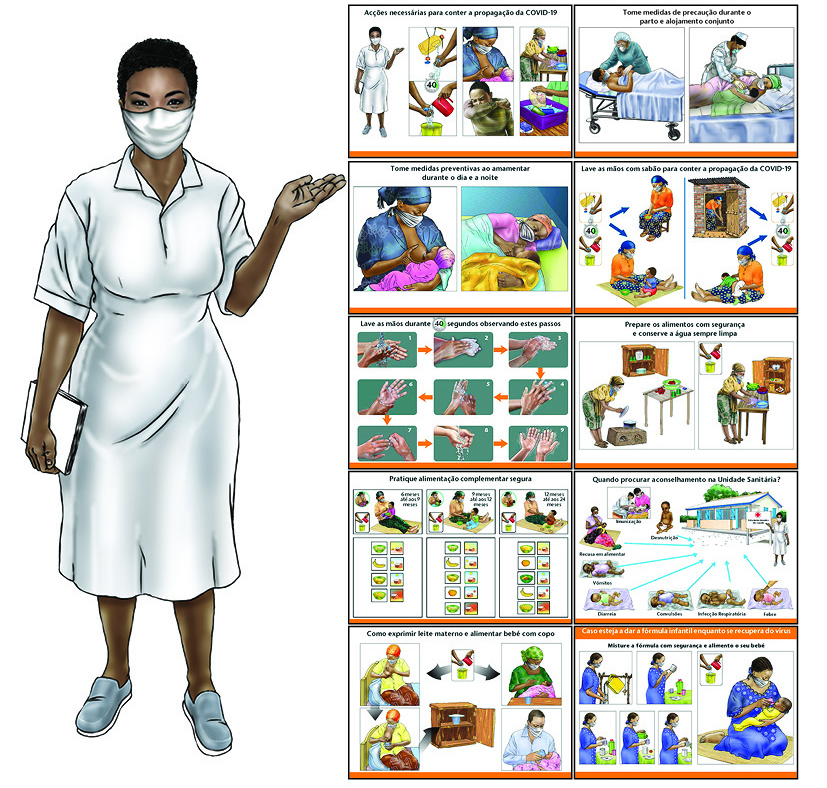 Acções necessárias para conter a propagação da COVID-19
40
Tome medidas de precaução durante o
parto e alojamento conjunto
Tome medidas preventivas ao amamentar
durante o dia e a noite
Lave as mãos com sabão para conter a propagação da COVID-19
40
40
Lave as mãos durante 40 segundos observando estes passos
1
2
3
6
5
4
7
8
9
Prepare os alimentos com segurança
e conserve a água sempre limpa
Pratique alimentação complementar segura
6 meses
até aos 9
meses
9 meses
até aos 12
meses
12 meses
até aos 24
meses
Quando procurar aconselhamento na Unidade Sanitária?
Imunização
Desnutrição
Recusa em alimentar
Vômitos
Diarreia
Convulsões
Infecção Respiratória
Febre
Como exprimir leite materno e alimentar bebé com copo
Caso esteja a dar a fórmula infantil enquanto se recupera do vírus
Misture a fórmula com segurança e alimente o seu bebé